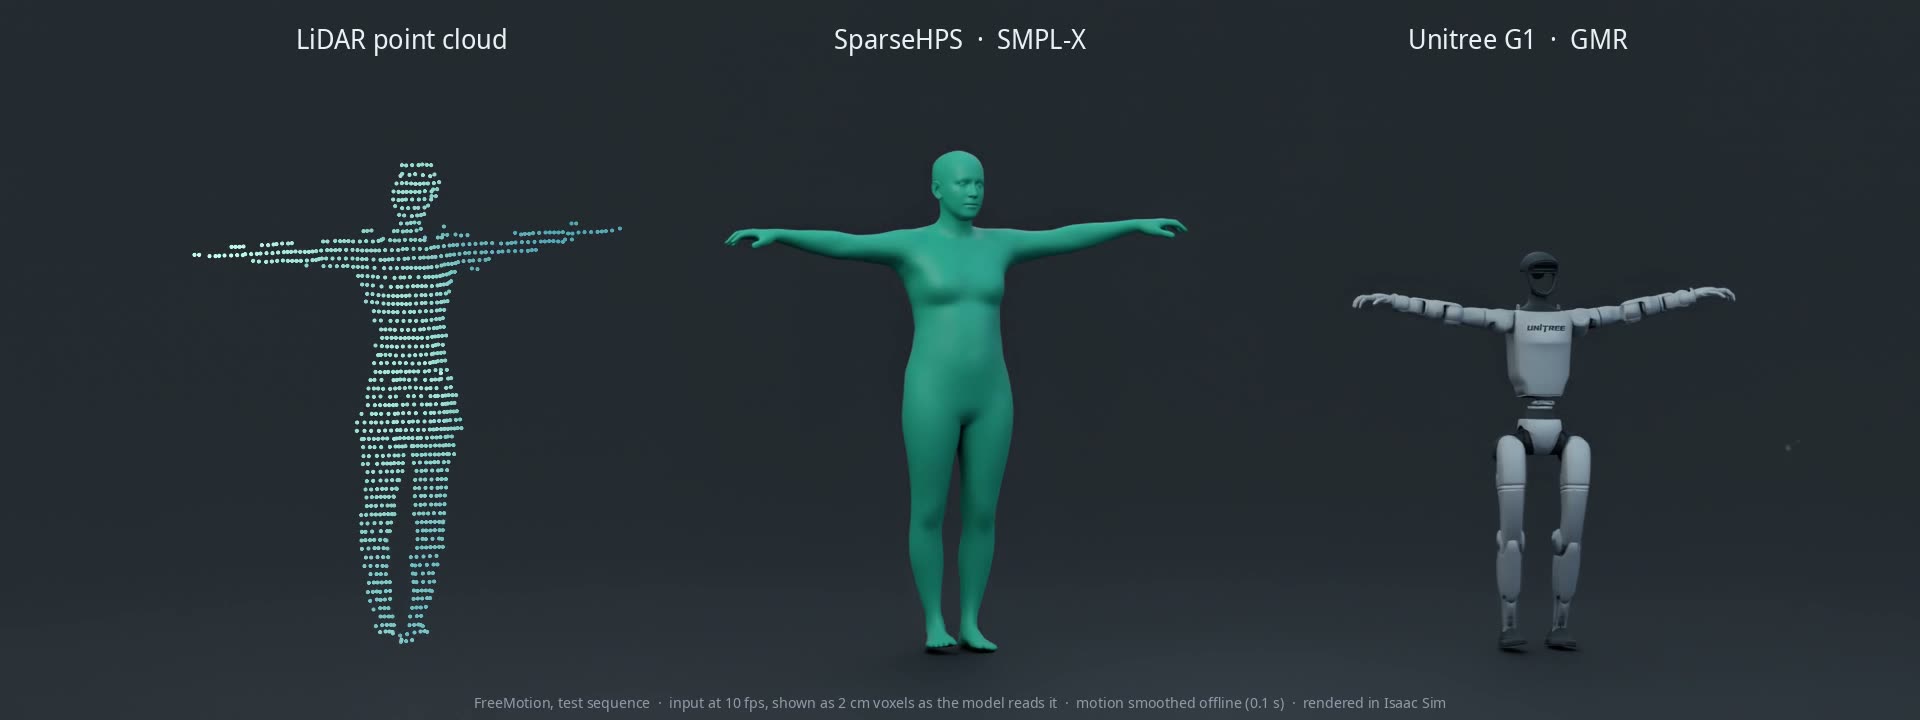 LiDAR point cloud
SparseHPS · SMPL-X
Unitree G1 · GMR
UNITREE
FreeMotion, test sequence · input at 10 fps, shown as 2 cm voxels as the model reads it · motion smoothed offline (0.1 s) · rendered in Isaac Sim